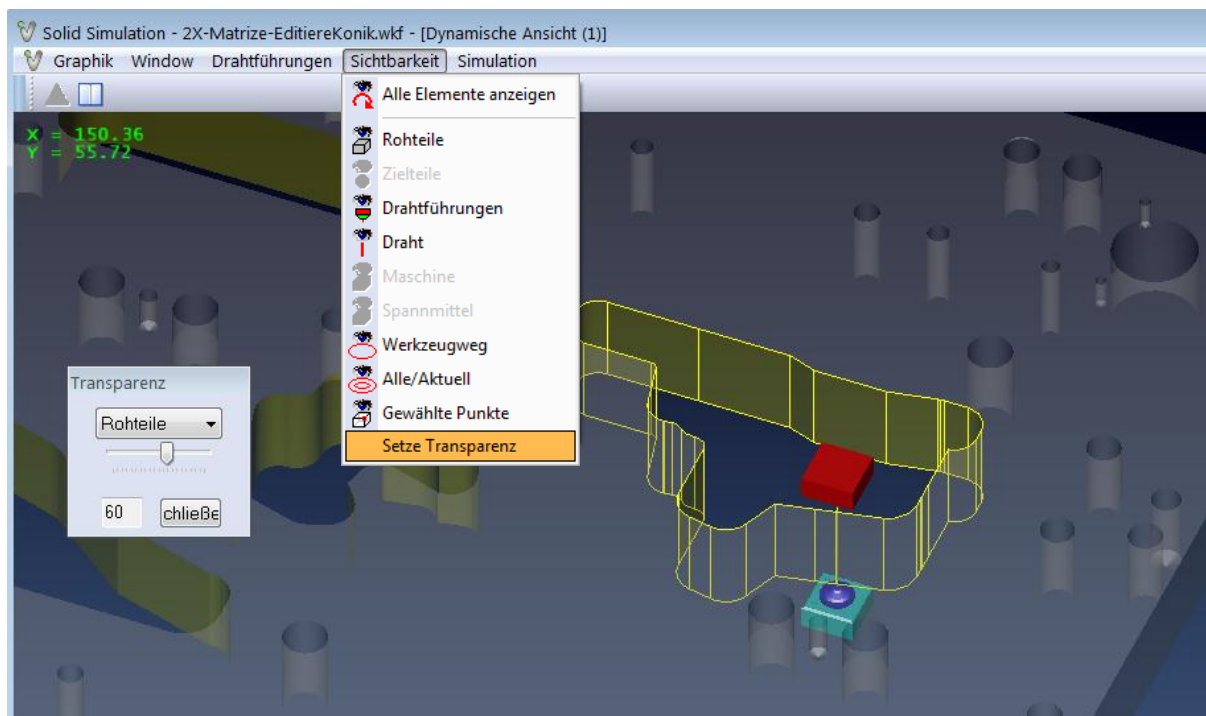 Solid Simulation - 2X-Matrize-EditiereKonik.wkf - [Dynamische Ansicht (1)]
Graphik Window Drahtführungen Sichtbarkeit Simulation
X = 150.36
Y = 55.72
Alle Elemente anzeigen
Rohteile
Zielteile
Drahtführungen
Draht
Maschine
Spannmittel
Werkzeugweg
Alle/Aktuell
Gewählte Punkte
Setze Transparenz
Transparenz
Rohteile
60 chließe